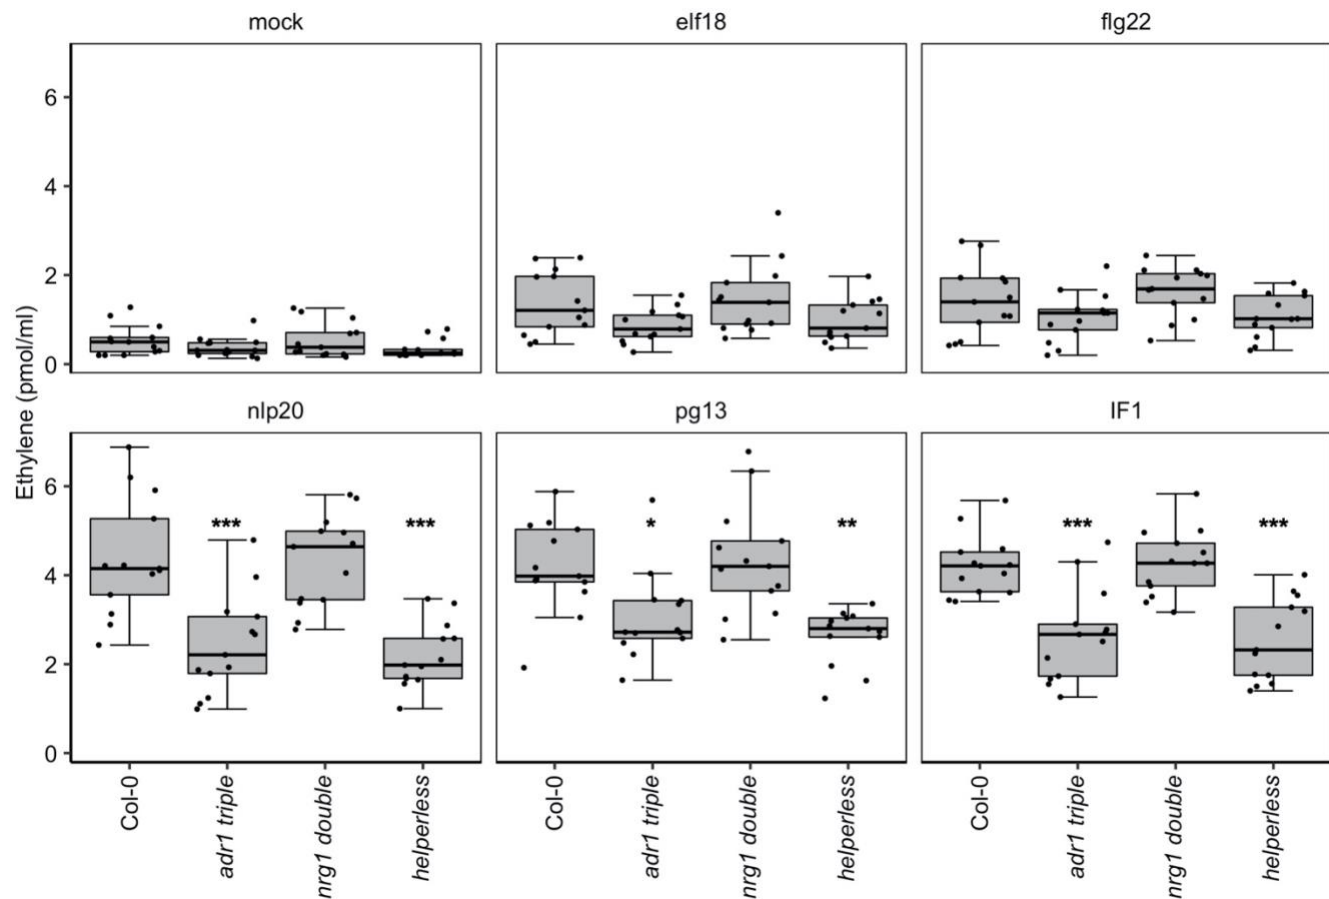 mock
elf18
flg22
6
4
2
0
nlp20
pg13
IF1
Ethylene (pmol/ml)
6
4
2
0
***
***
*
**
***
***
Col-0
adr1 triple
nrg1 double
helperless
Col-0
adr1 triple
nrg1 double
helperless
Col-0
adr1 triple
nrg1 double
helperless